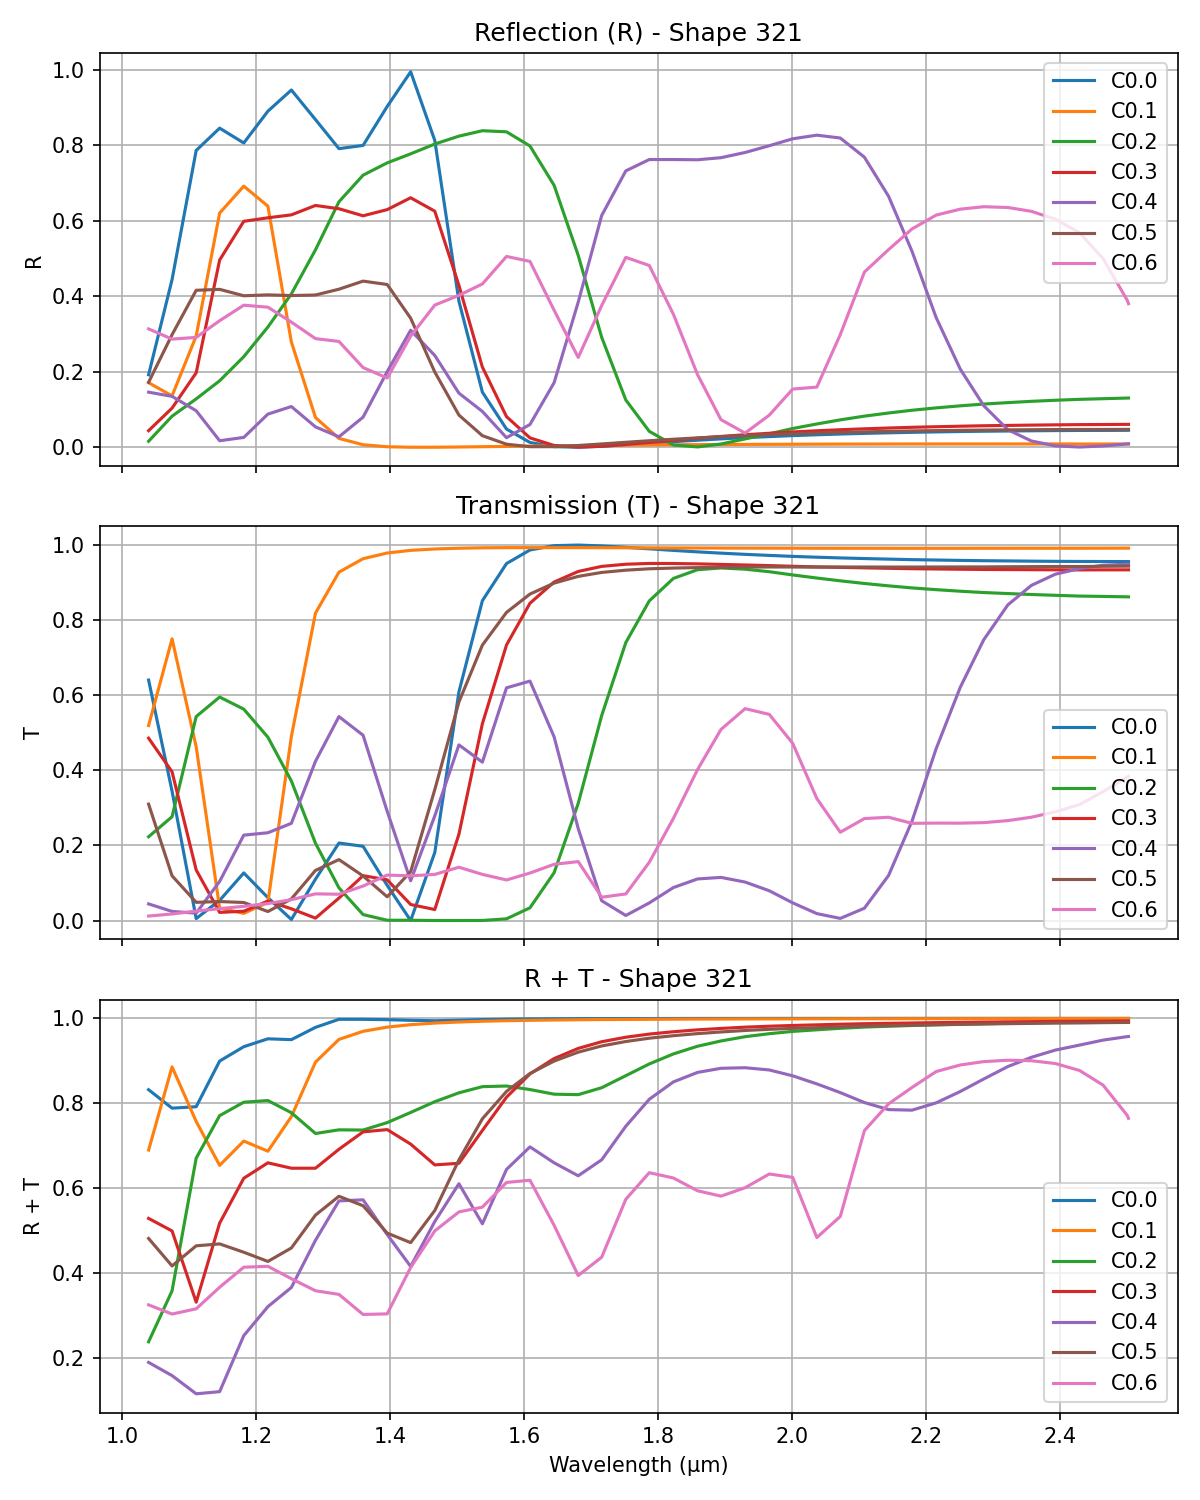 Reflection (R) - Shape 321
1.0
0.8
0.6
0.4
0.2
0.0
R
C0.0
C0.1
C0.2
C0.3
C0.4
C0.5
C0.6
Transmission (T) - Shape 321
1.0
0.8
0.6
0.4
0.2
0.0
T
C0.0
C0.1
C0.2
C0.3
C0.4
C0.5
C0.6
R + T - Shape 321
1.0
0.8
0.6
0.4
0.2
R + T
C0.0
C0.1
C0.2
C0.3
C0.4
C0.5
C0.6
1.0 1.2 1.4 1.6 1.8 2.0 2.2 2.4
Wavelength (μm)